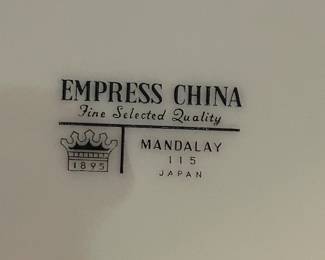 EMPRESS CHINA
Fine Selected Quality
1895
MANDALAY
115
JAPAN